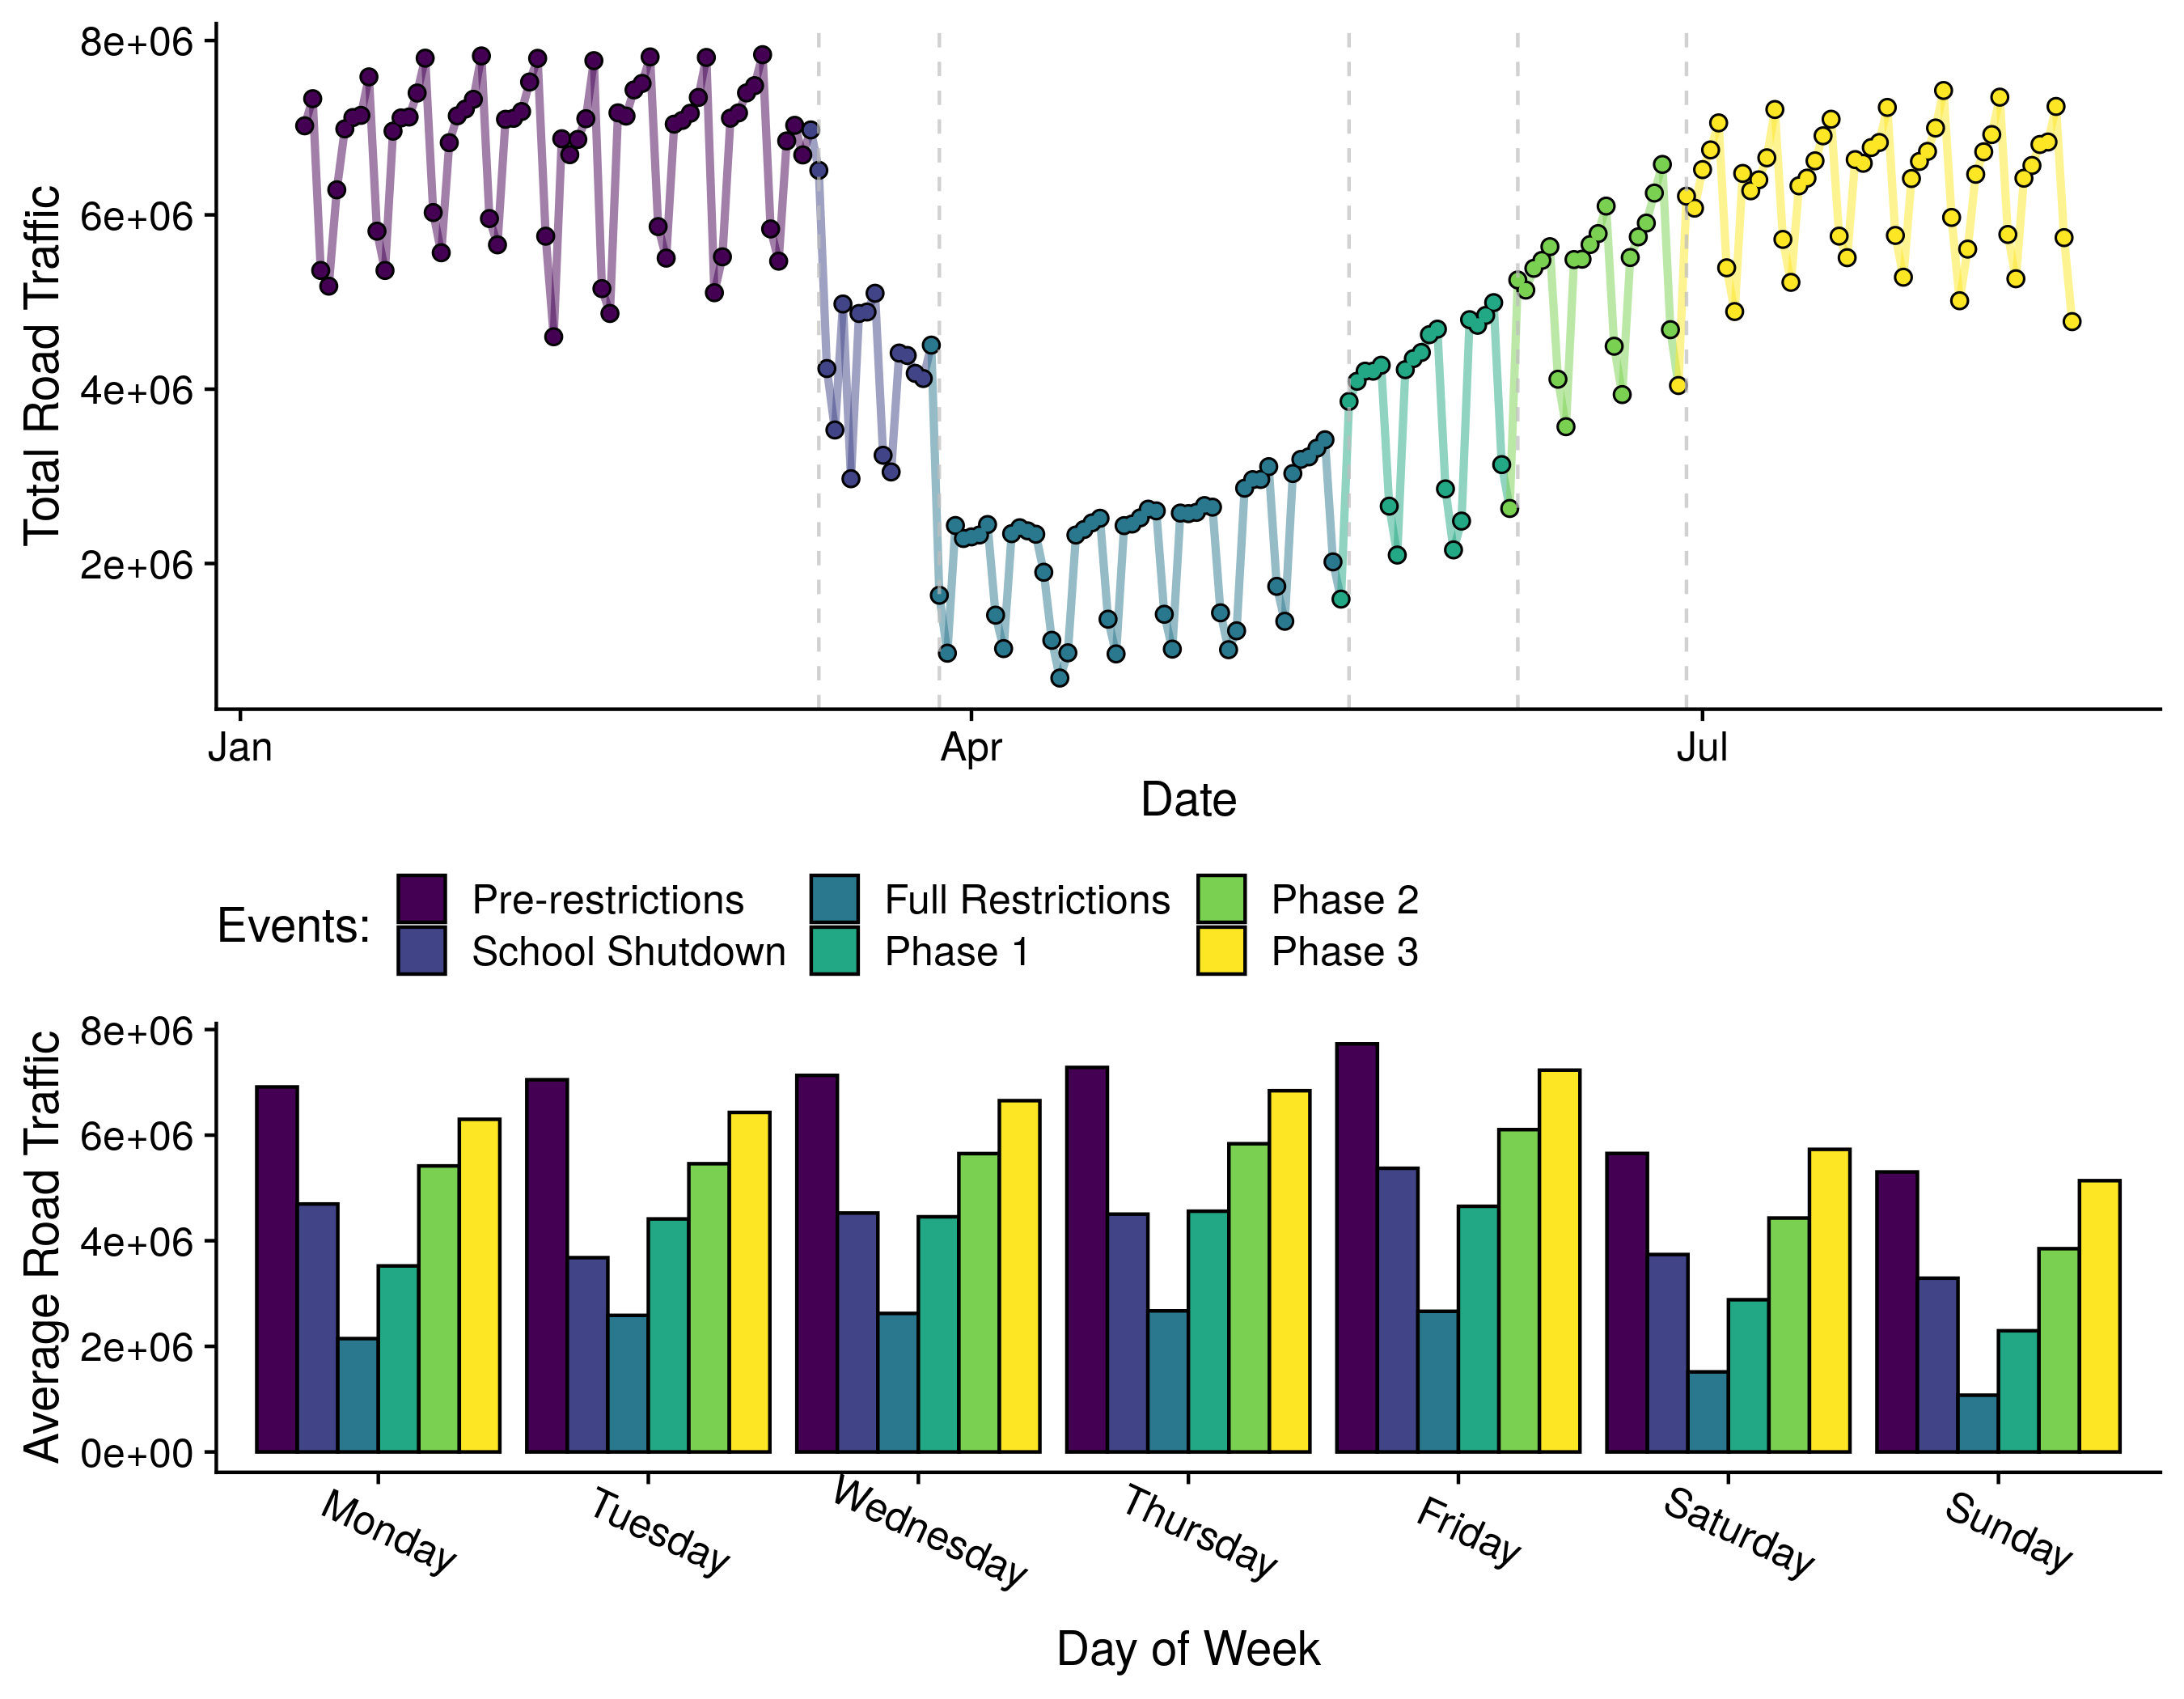 Total Road Traffic
8e+06
6e+06
4e+06
2e+06
Jan
Apr
Jul
Date
Events:
Pre-restrictions
School Shutdown
Full Restrictions
Phase 1
Phase 2
Phase 3
Average Road Traffic
8e+06
6e+06
4e+06
2e+06
0e+00
Monday
Tuesday
Wednesday
Thursday
Friday
Saturday
Sunday
Day of Week